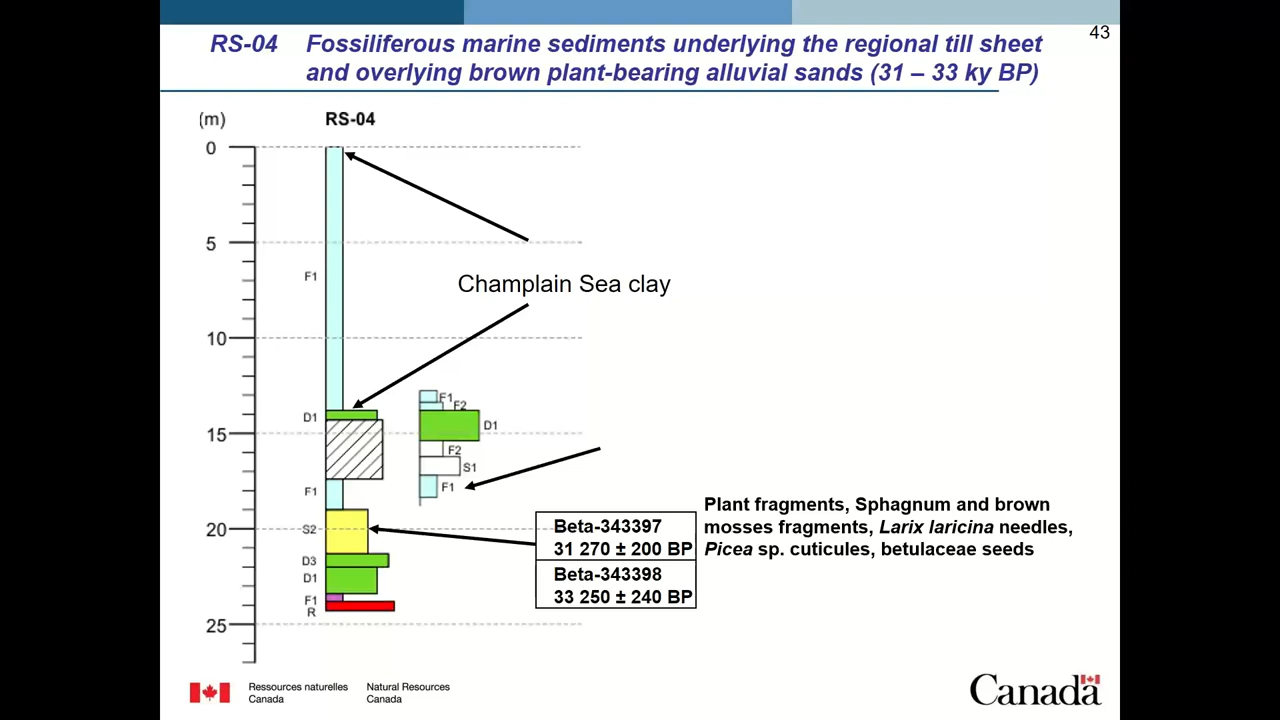 43
RS-04 Fossiliferous marine sediments underlying the regional till sheet
and overlying brown plant-bearing alluvial sands (31 – 33 ky BP)
(m)
RS-04
0
5
F1
Champlain Sea clay
10
F1
F2
D1
D1
15
F2
S1
F1
F1
Plant fragments, Sphagnum and brown
mosses fragments, Larix laricina needles,
Picea sp. cuticules, betulaceae seeds
Beta-343397
31 270 ± 200 BP
Beta-343398
33 250 ± 240 BP
20
S2
D3
D1
F1
R
25
Ressources naturelles
Canada
Natural Resources
Canada
Canada